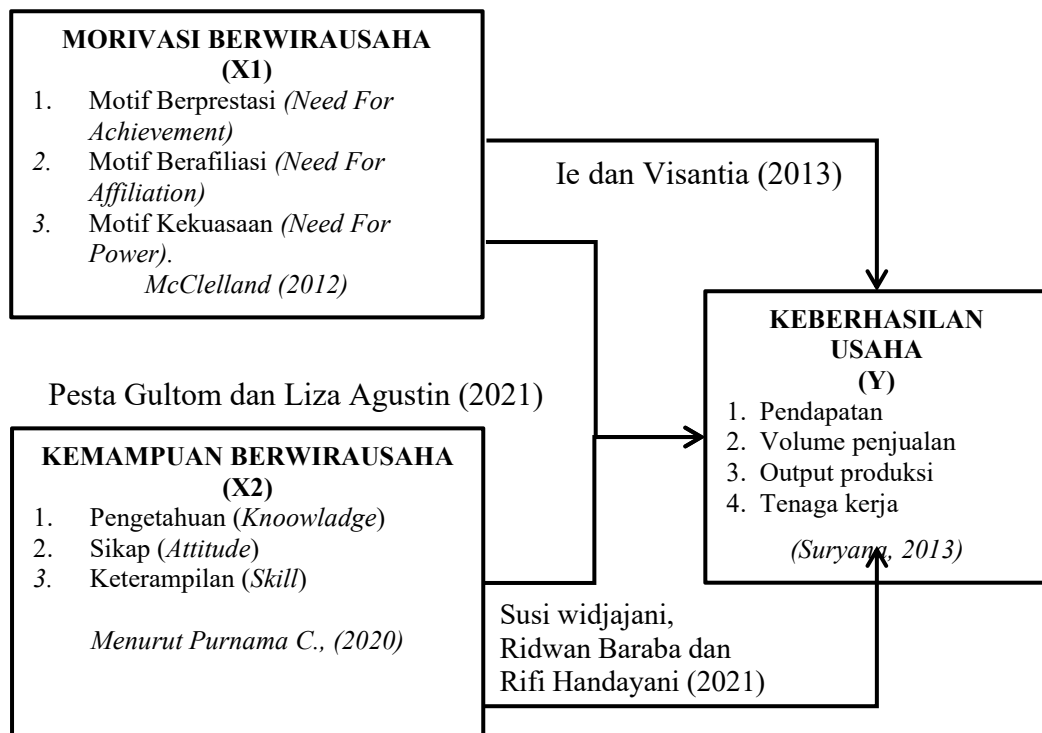 MORIVASI BERWIRAUSAHA
(X1)
1. Motif Berprestasi (Need For
Achievement)
2. Motif Berafiliasi (Need For
Affiliation)
3. Motif Kekuasaan (Need For
Power).
McClelland (2012)
Ie dan Visantia (2013)
KEBERHASILAN
USAHA
(Y)
1. Pendapatan
2. Volume penjualan
3. Output produksi
4. Tenaga kerja
(Suryana, 2013)
Pesta Gultom dan Liza Agustin (2021)
KEMAMPUAN BERWIRAUSAHA
(X2)
1. Pengetahuan (Knoowladge)
2. Sikap (Attitude)
3. Keterampilan (Skill)
Menurut Purnama C., (2020)
Susi widjajani,
Ridwan Baraba dan
Rifi Handayani (2021)